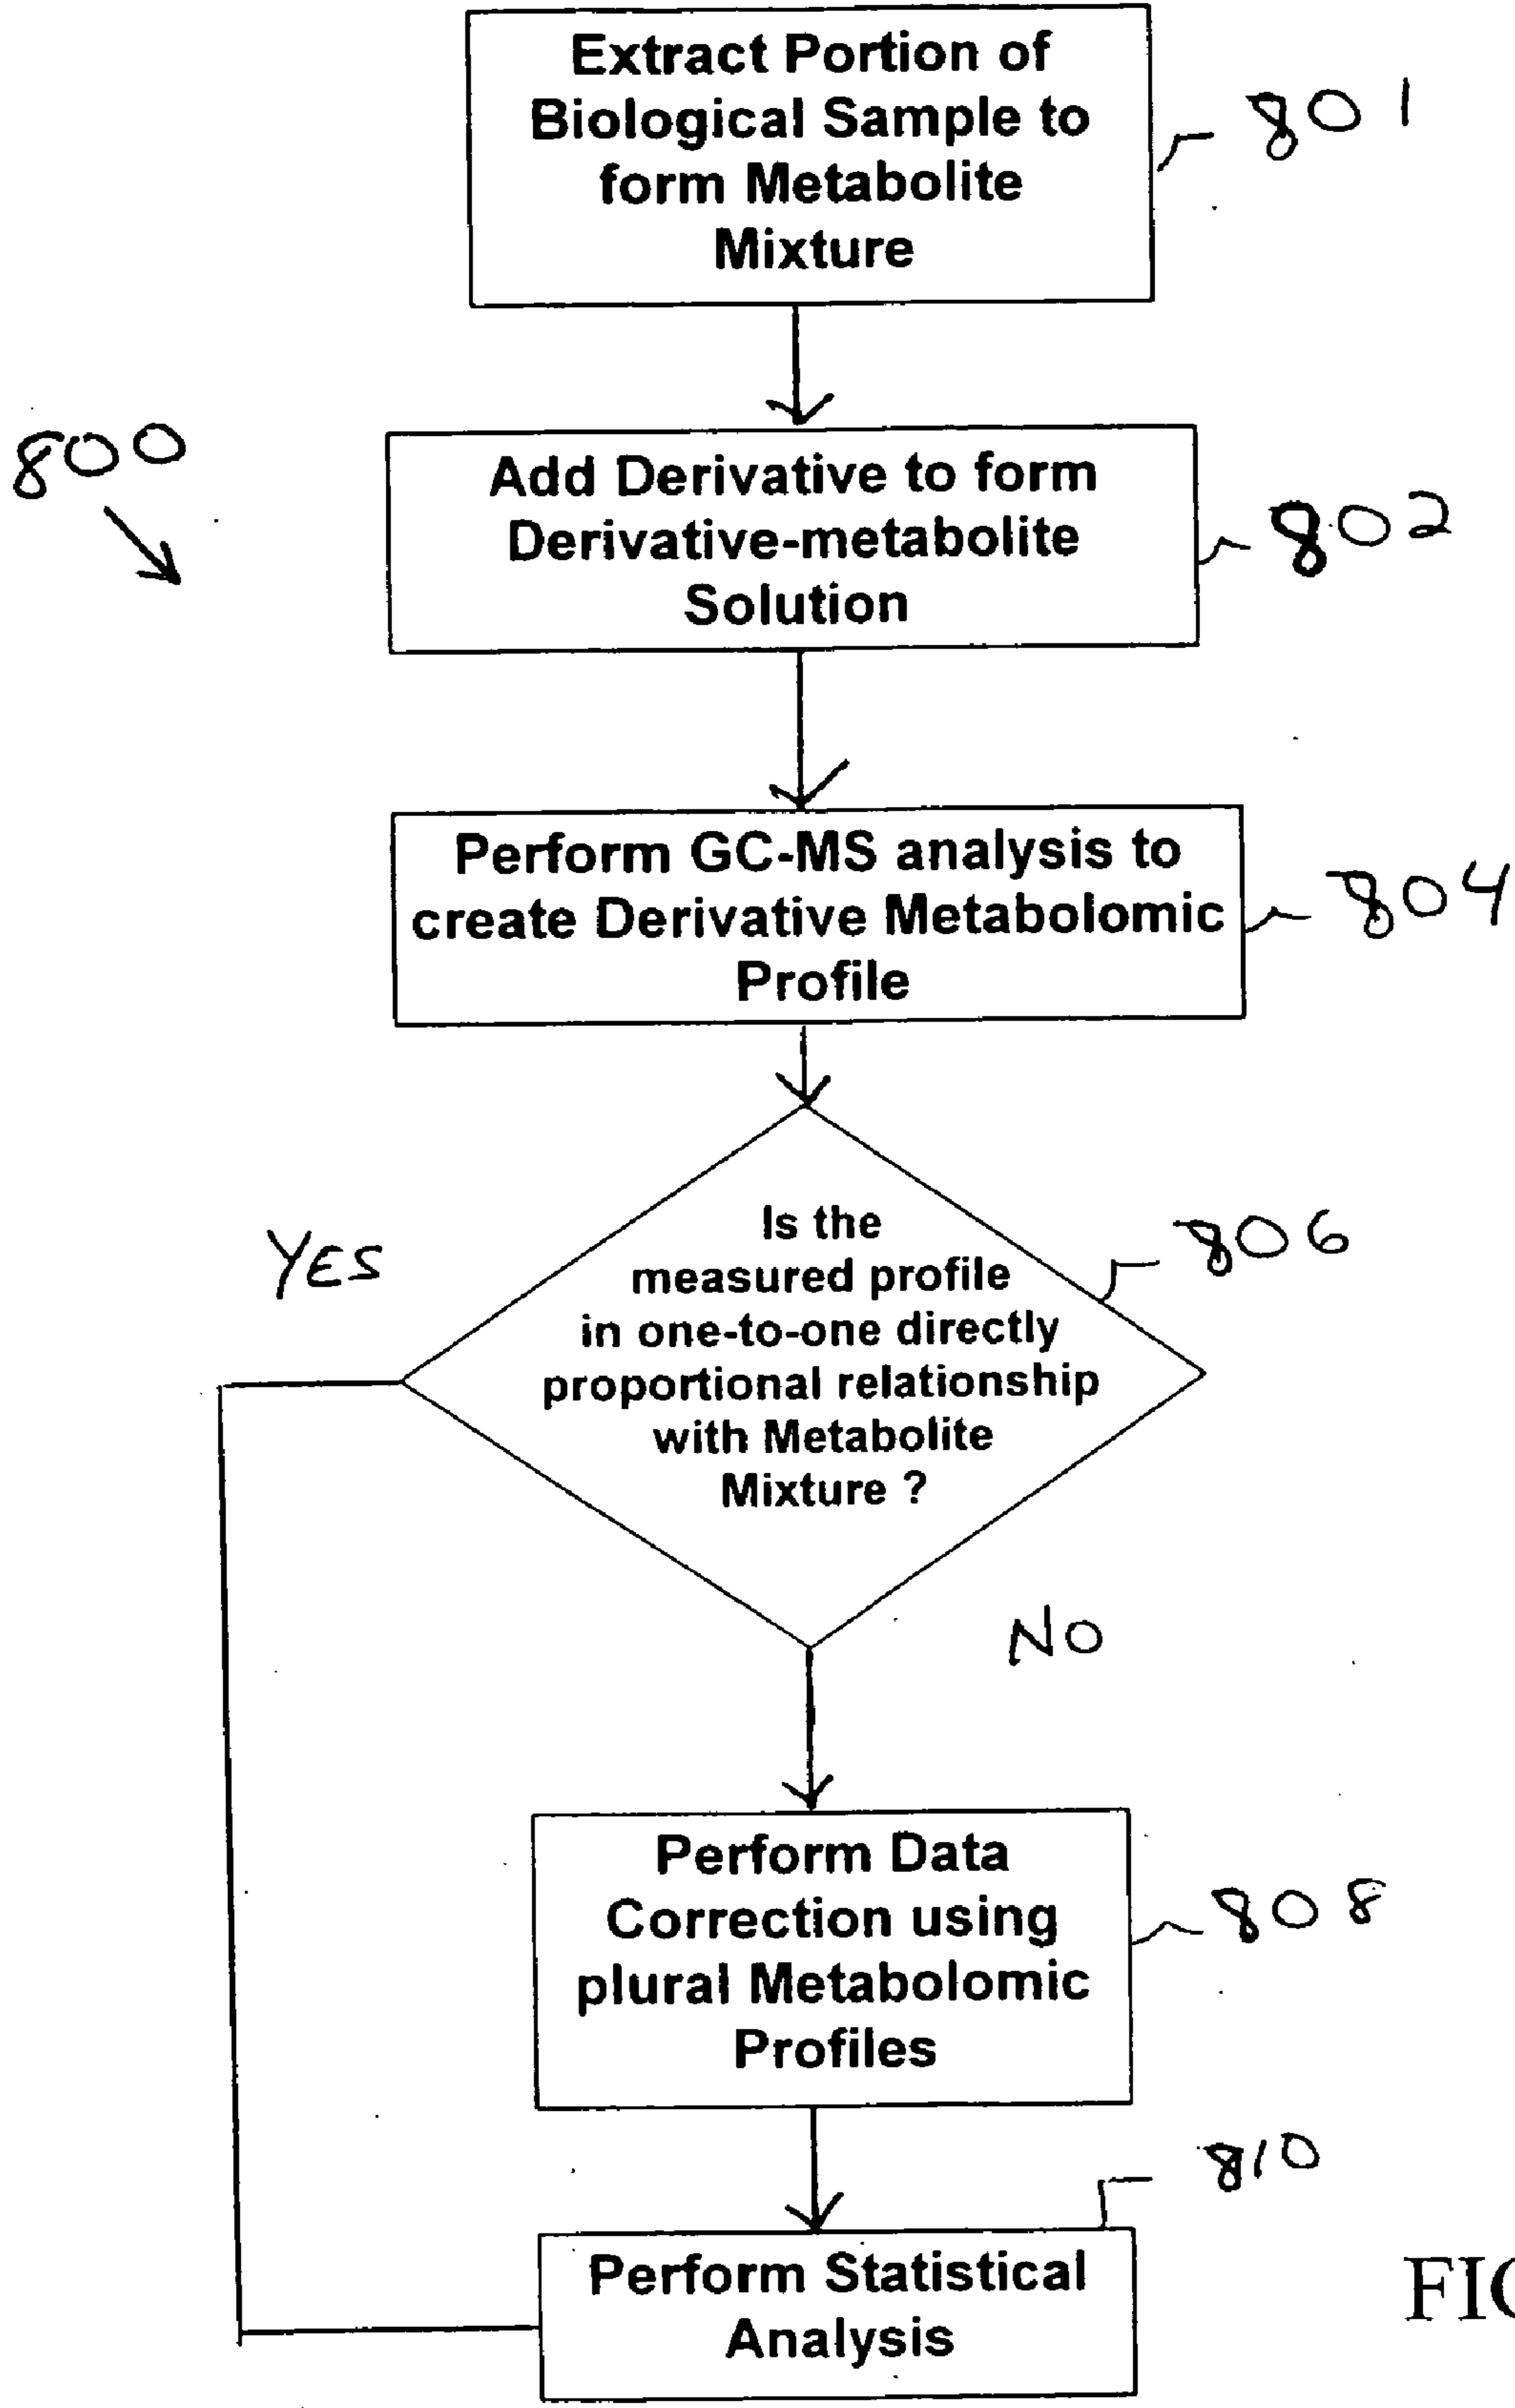 Extract Portion of
Biological Sample to
form Metabolite
Mixture
801
800
Add Derivative to form
Derivative-metabolite
Solution
802
Perform GC-MS analysis to
create Derivative Metabolomic
Profile
804
YES
Is the
measured profile
in one-to-one directly
proportional relationship
with Metabolite
Mixture ?
806
NO
Perform Data
Correction using
plural Metabolomic
Profiles
808
810
Perform Statistical
Analysis